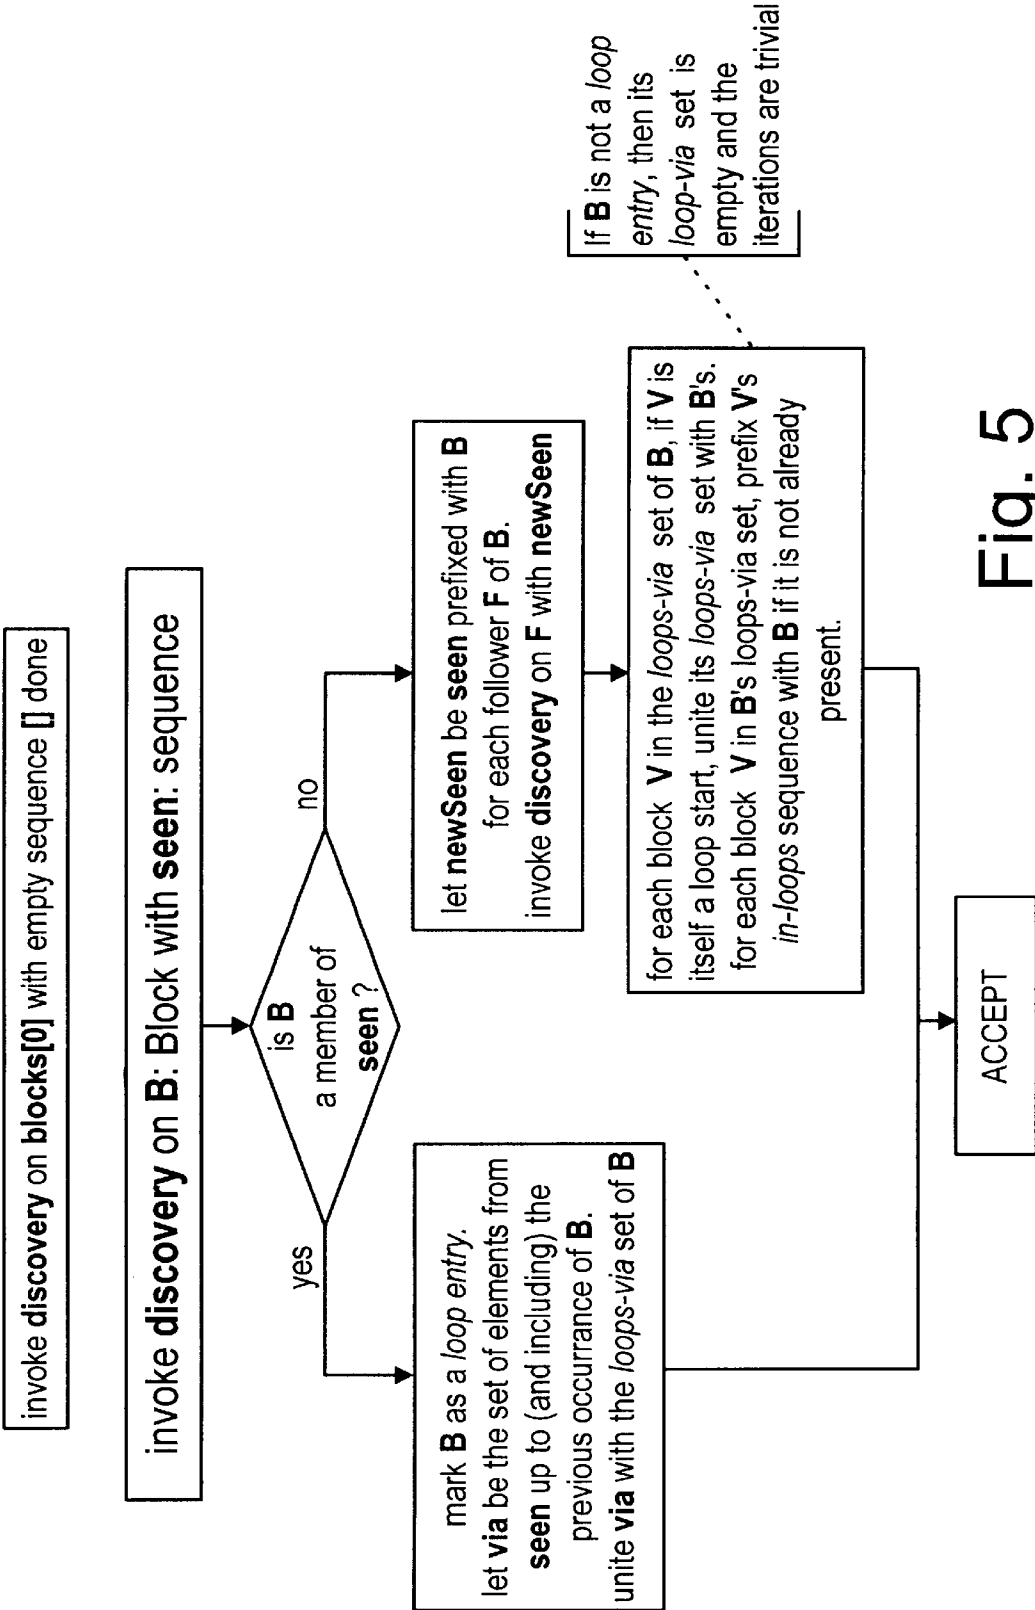 invoke discovery on blocks[0] with empty sequence [] done
invoke discovery on B: Block with seen: sequence
is B
a member of
seen ?
yes
no
mark B as a loop entry.
let via be the set of elements from
seen up to (and including) the
previous occurrance of B.
unite via with the loops-via set of B
let newSeen be seen prefixed with B
for each follower F of B.
invoke discovery on F with newSeen
for each block V in the loops-via set of B, if V is
itself a loop start, unite its loops-via set with B's.
for each block V in B's loops-via set, prefix V's
in-loops sequence with B if it is not already
present.
If B is not a loop
entry, then its
loop-via set is
empty and the
iterations are trivial
ACCEPT
Fig. 5